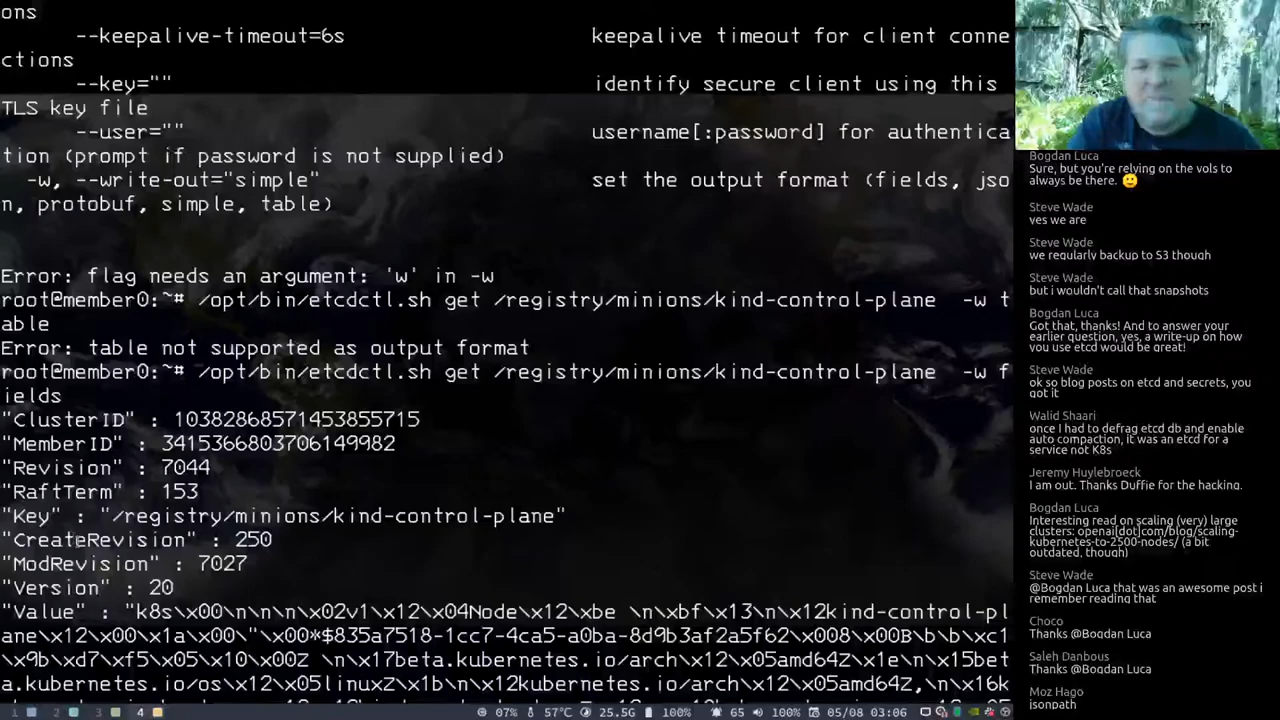 ons
--keepalive-timeout=6s keepalive timeout for client conne
ctions
--key="" identify secure client using this
TLS key file
--user="" username[:password] for authentica
tion (prompt if password is not supplied)
-w, --write-out="simple" set the output format (fields, jso
n, protobuf, simple, table)
Error: flag needs an argument: 'w' in -w
root@member0:~# /opt/bin/etcdctl.sh get /registry/minions/kind-control-plane -w t
able
Error: table not supported as output format
root@member0:~# /opt/bin/etcdctl.sh get /registry/minions/kind-control-plane -w f
ields
"ClusterID" : 10382868571453855715
"MemberID" : 3415366803706149982
"Revision" : 7044
"RaftTerm" : 153
"Key" : "/registry/minions/kind-control-plane"
"CreateRevision" : 250
"ModRevision" : 7027
"Version" : 20
"Value" : "k8s\x00\n\n\n\x02v1\x12\x04Node\x12\xbe \n\xbf\x13\n\x12kind-control-pl
ane\x12\x00\x1a\x00\"\x00*$835a7518-1cc7-4ca5-a0ba-8d9b3af2a5f62\x008\x00B\b\b\xc1
\x9b\xd7\xf5\x05\x10\x00Z \n\x17beta.kubernetes.io/arch\x12\x05amd64Z\x1e\n\x15bet
a.kubernetes.io/os\x12\x05linuxZ\x1b\n\x12kubernetes.io/arch\x12\x05amd64Z,\n\x16k
1 2 3 4 07% 57°C 25.5G 100% 65 100% 05/08 03:06
Bogdan Luca
Sure, but you're relying on the vols to
always be there. 🙂
Steve Wade
yes we are
Steve Wade
we regularly backup to S3 though
Steve Wade
but i wouldn't call that snapshots
Bogdan Luca
Got that, thanks! And to answer your
earlier question, yes, a write-up on how
you use etcd would be great!
Steve Wade
ok so blog posts on etcd and secrets, you
got it
Walid Shaari
once I had to defrag etcd db and enable
auto compaction, it was an etcd for a
service not K8s
Jeremy Huylebroeck
I am out. Thanks Duffie for the hacking.
Bogdan Luca
Interesting read on scaling (very) large
clusters: openai[dot]com/blog/scaling-
kubernetes-to-2500-nodes/ (a bit
outdated, though)
Steve Wade
@Bogdan Luca that was an awesome post i
remember reading that
Choco
Thanks @Bogdan Luca
Saleh Danbous
Thanks @Bogdan Luca
Moz Hago
jsonpath